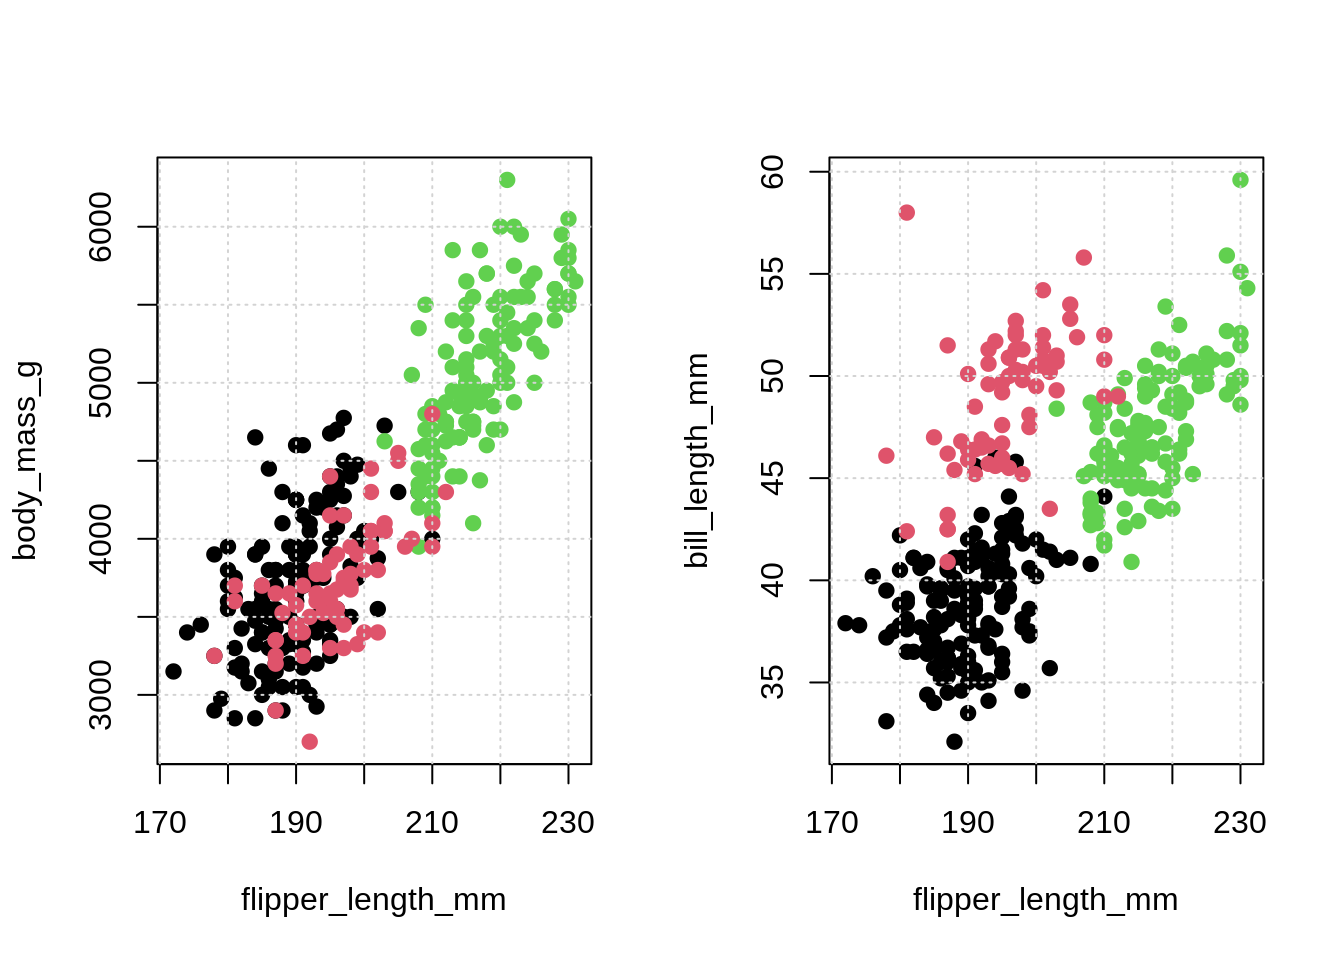 body_mass_g
3000 4000 5000 6000
170 190 210 230
flipper_length_mm
bill_length_mm
35 40 45 50 55 60
170 190 210 230
flipper_length_mm